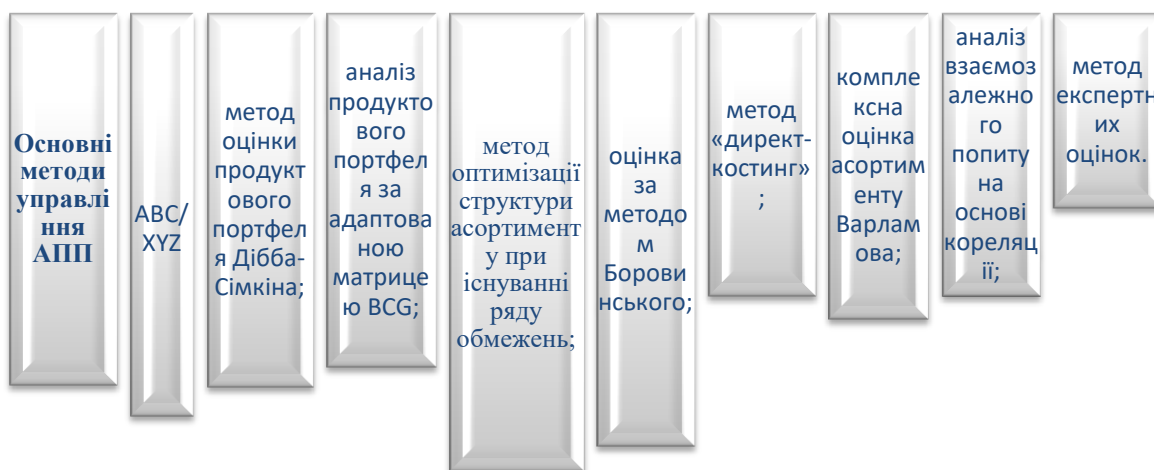 Основні
методи
управлі
ння
АПП
ABC/
XYZ
метод
оцінки
продукт
ового
портфел
я Дібба-
Сімкіна;
аналіз
продукто
вого
портфел
я за
адаптова
ною
матрице
ю BCG;
метод
оптимізації
структури
асортимент
у при
існуванні
ряду
обмежень;
оцінка
за
методо
м
Борови
нського;
метод
«директ-
костинг»
;
компле
ксна
оцінка
асортим
енту
Варлам
ова;
аналіз
взаємоз
алежно
го
попиту
на
основі
кореляц
ії;
метод
експертн
их
оцінок.